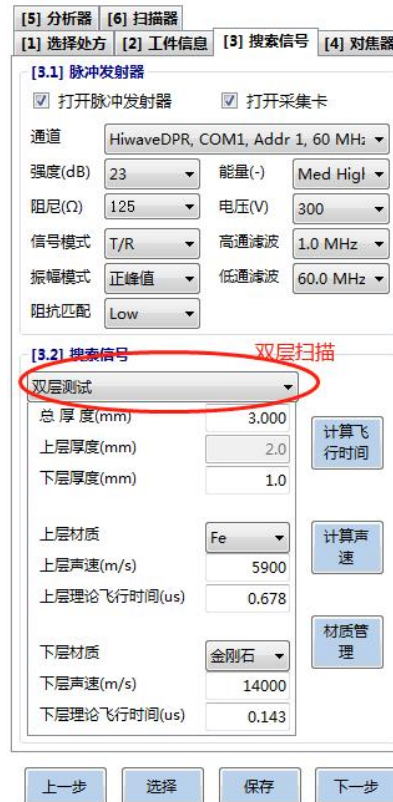 [5] 分析器 [6] 扫描器
[1] 选择处方 [2] 工件信息 [3] 搜索信号 [4] 对焦器
[3.1] 脉冲发射器
打开脉冲发射器 打开采集卡
通道 HiwaveDPR, COM1, Addr 1, 60 MHz
强度(dB) 23 能量(-) Med High
阻尼(Ω) 125 电压(V) 300
信号模式 T/R 高通滤波 1.0 MHz
振幅模式 正峰值 低通滤波 60.0 MHz
阻抗匹配 Low
[3.2] 搜索信号 双层扫描
双层测试
总 厚 度(mm) 3.000
计算飞行时间
上层厚度(mm) 2.0
下层厚度(mm) 1.0
上层材质 Fe
计算声速
上层声速(m/s) 5900
上层理论飞行时间(us) 0.678
材质管理
下层材质 金刚石
下层声速(m/s) 14000
下层理论飞行时间(us) 0.143
上一步 选择 保存 下一步